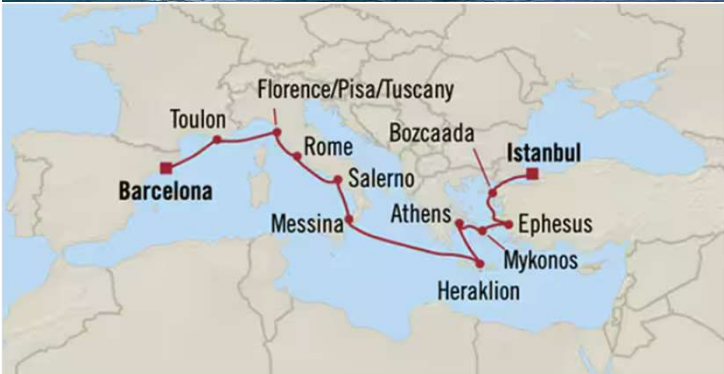 Florence/Pisa/Tuscany
Toulon
Bozcaada
Rome
Istanbul
Barcelona
Salerno
Messina
Athens
Ephesus
Mykonos
Heraklion